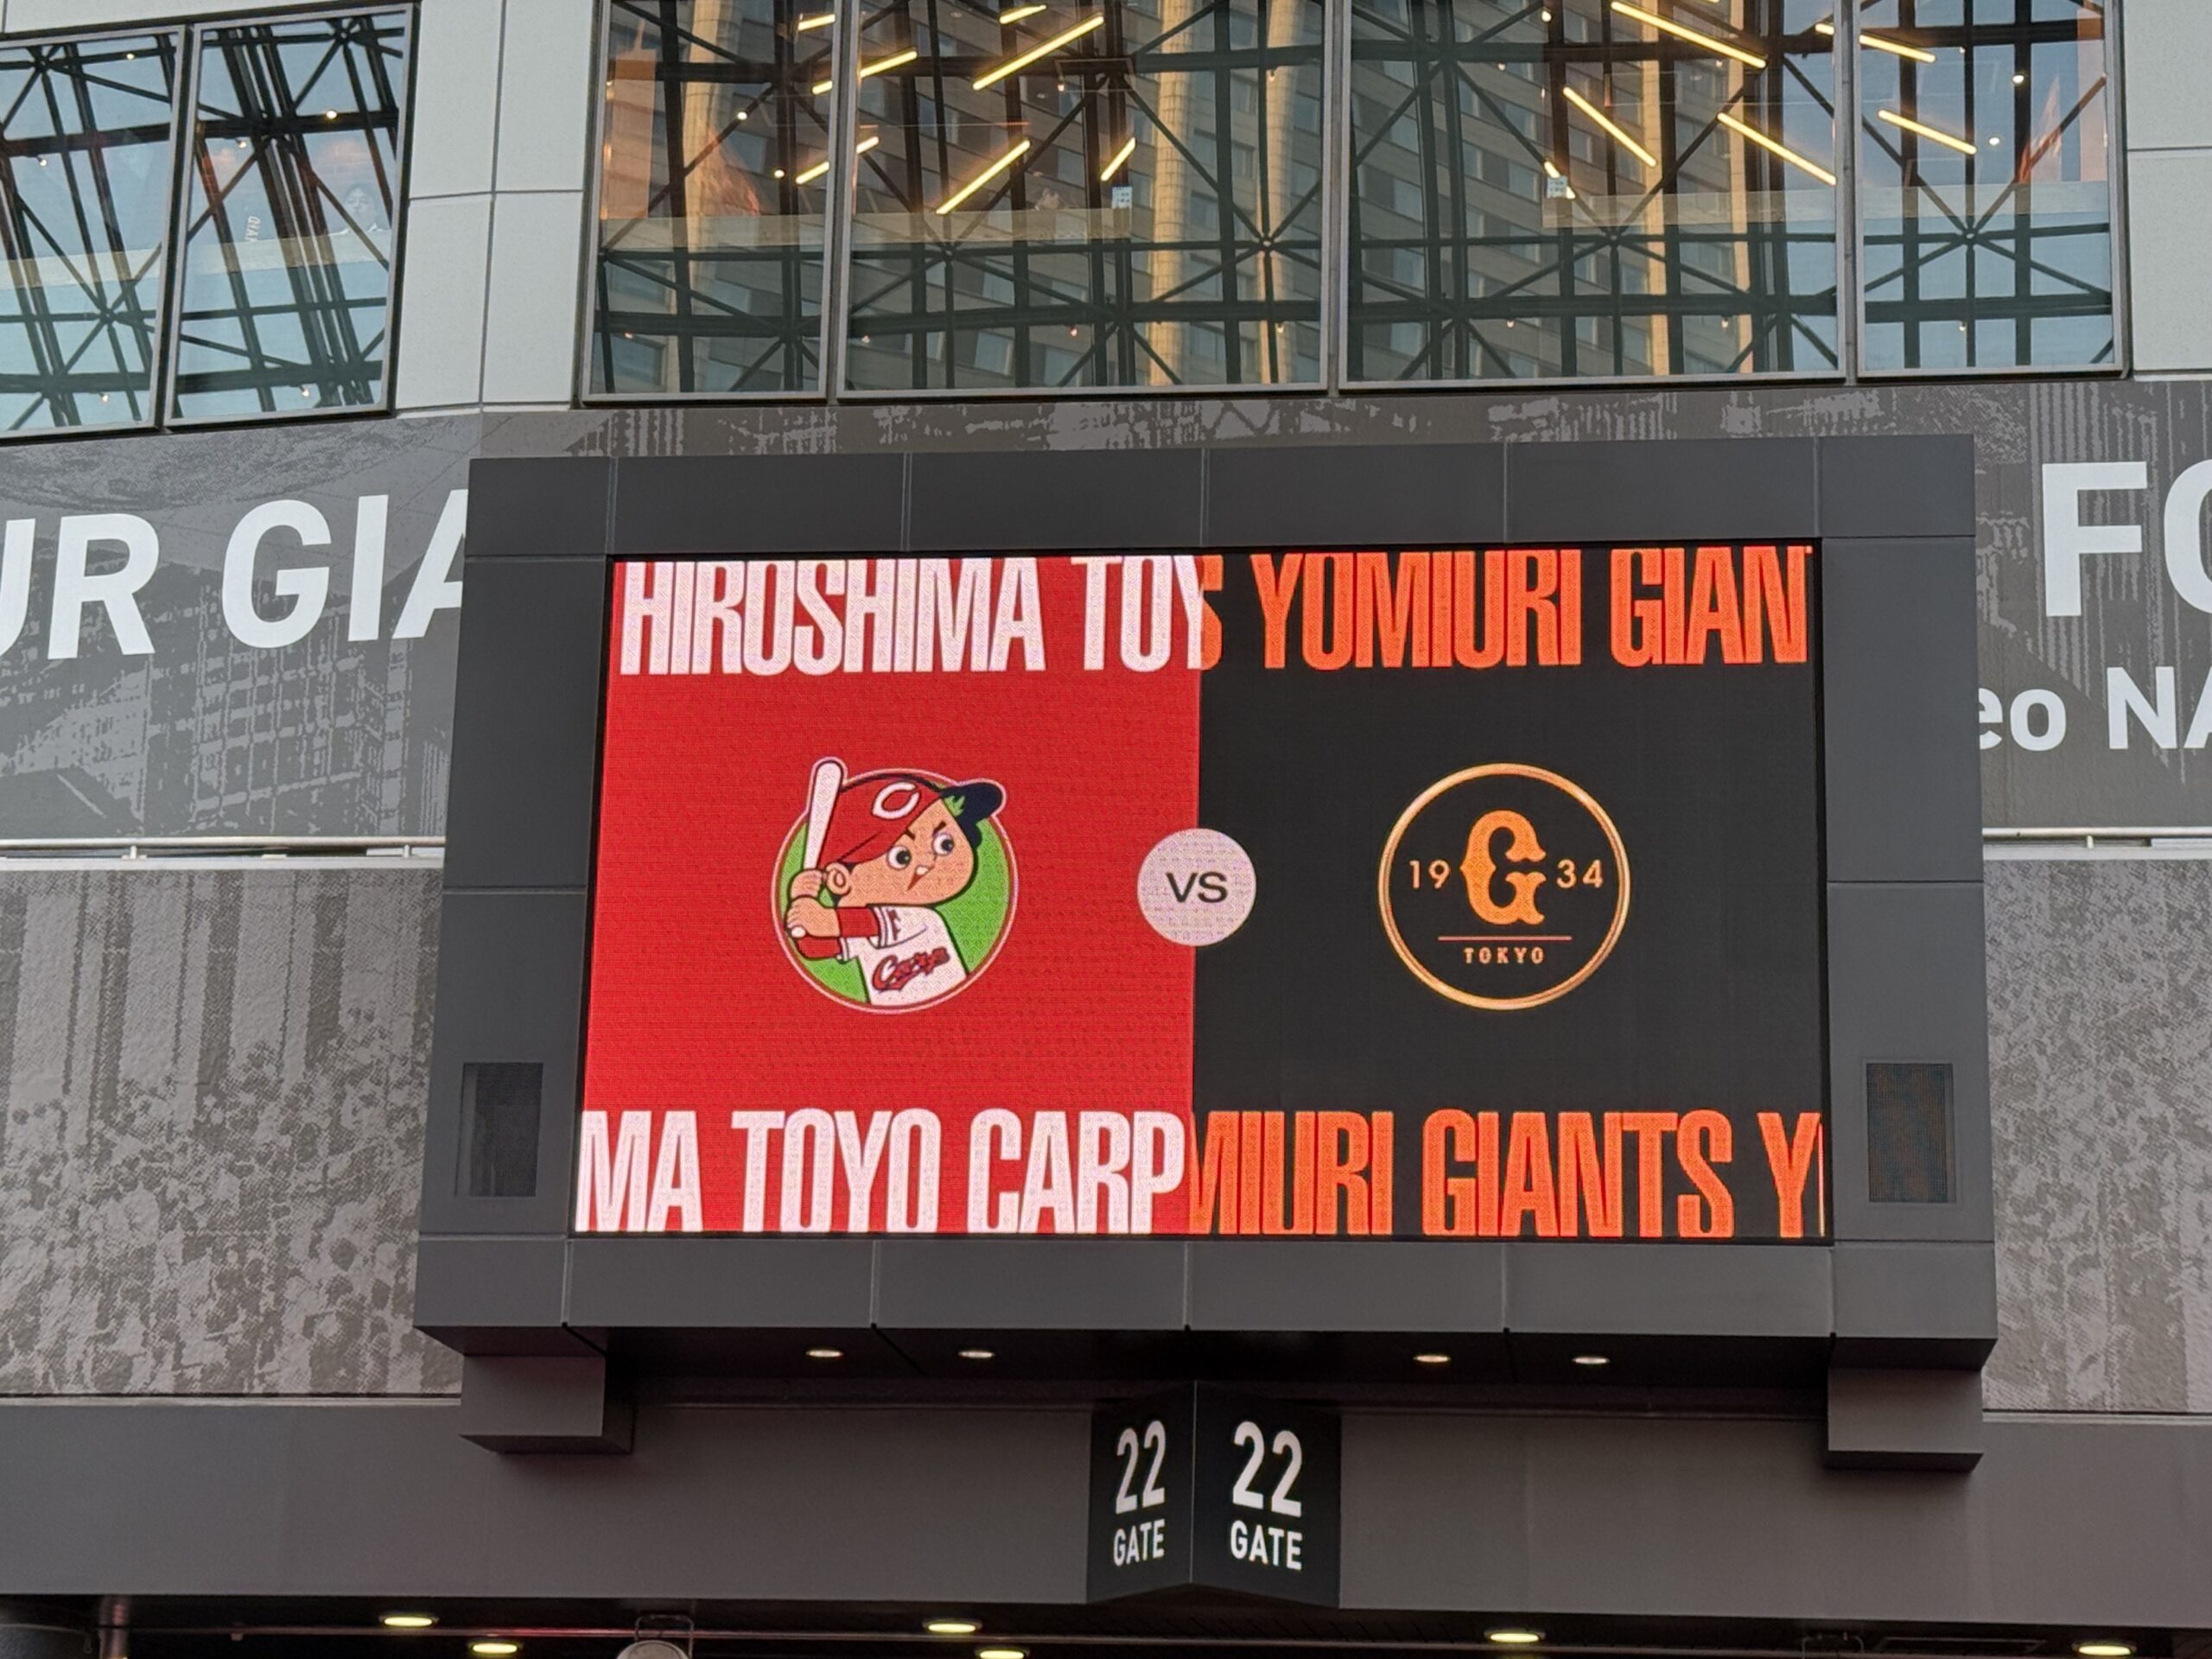 UR GIA
FO
eo NA
HIROSHIMA TOY
S YOMIURI GIANT
C
Carp
VS
19 G 34
TOKYO
MA TOYO CARP
MIURI GIANTS Y
22
GATE
22
GATE